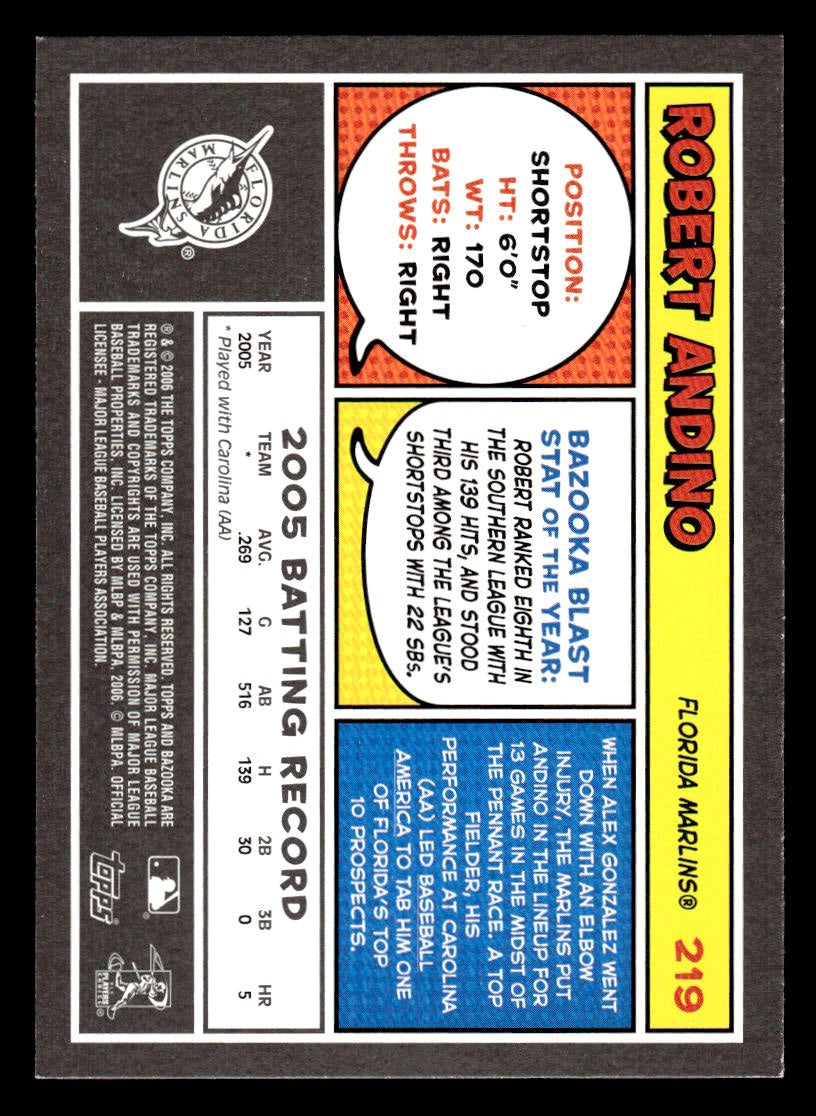 ROBERT ANDINO
FLORIDA MARLINS®
219
POSITION:
SHORTSTOP
HT: 6'0"
WT: 170
BATS: RIGHT
THROWS: RIGHT
BAZOOKA BLAST
STAT OF THE YEAR:
ROBERT RANKED EIGHTH IN
THE SOUTHERN LEAGUE WITH
HIS 139 HITS, AND STOOD
THIRD AMONG THE LEAGUE'S
SHORTSTOPS WITH 22 SBs.
WHEN ALEX GONZALEZ WENT
DOWN WITH AN ELBOW
INJURY, THE MARLINS PUT
ANDINO IN THE LINEUP FOR
13 GAMES IN THE MIDST OF
THE PENNANT RACE. A TOP
FIELDER, HIS
PERFORMANCE AT CAROLINA
(AA) LED BASEBALL
AMERICA TO TAB HIM ONE
OF FLORIDA'S TOP
10 PROSPECTS.
FLORIDA MARLINS
®
2005 BATTING RECORD
YEAR TEAM AVG. G AB H 2B 3B HR
2005 * .269 127 516 139 30 0 5
* Played with Carolina (AA)
® & © 2006 THE TOPPS COMPANY, INC. ALL RIGHTS RESERVED. TOPPS AND BAZOOKA ARE
REGISTERED TRADEMARKS OF THE TOPPS COMPANY, INC. MAJOR LEAGUE BASEBALL
TRADEMARKS AND COPYRIGHTS ARE USED WITH PERMISSION OF MAJOR LEAGUE
BASEBALL PROPERTIES, INC. LICENSED BY MLBP & MLBPA, 2006. © MLBPA. OFFICIAL
LICENSEE - MAJOR LEAGUE BASEBALL PLAYERS ASSOCIATION.
®
TOPPS®
PLAYERS
CHOICE®